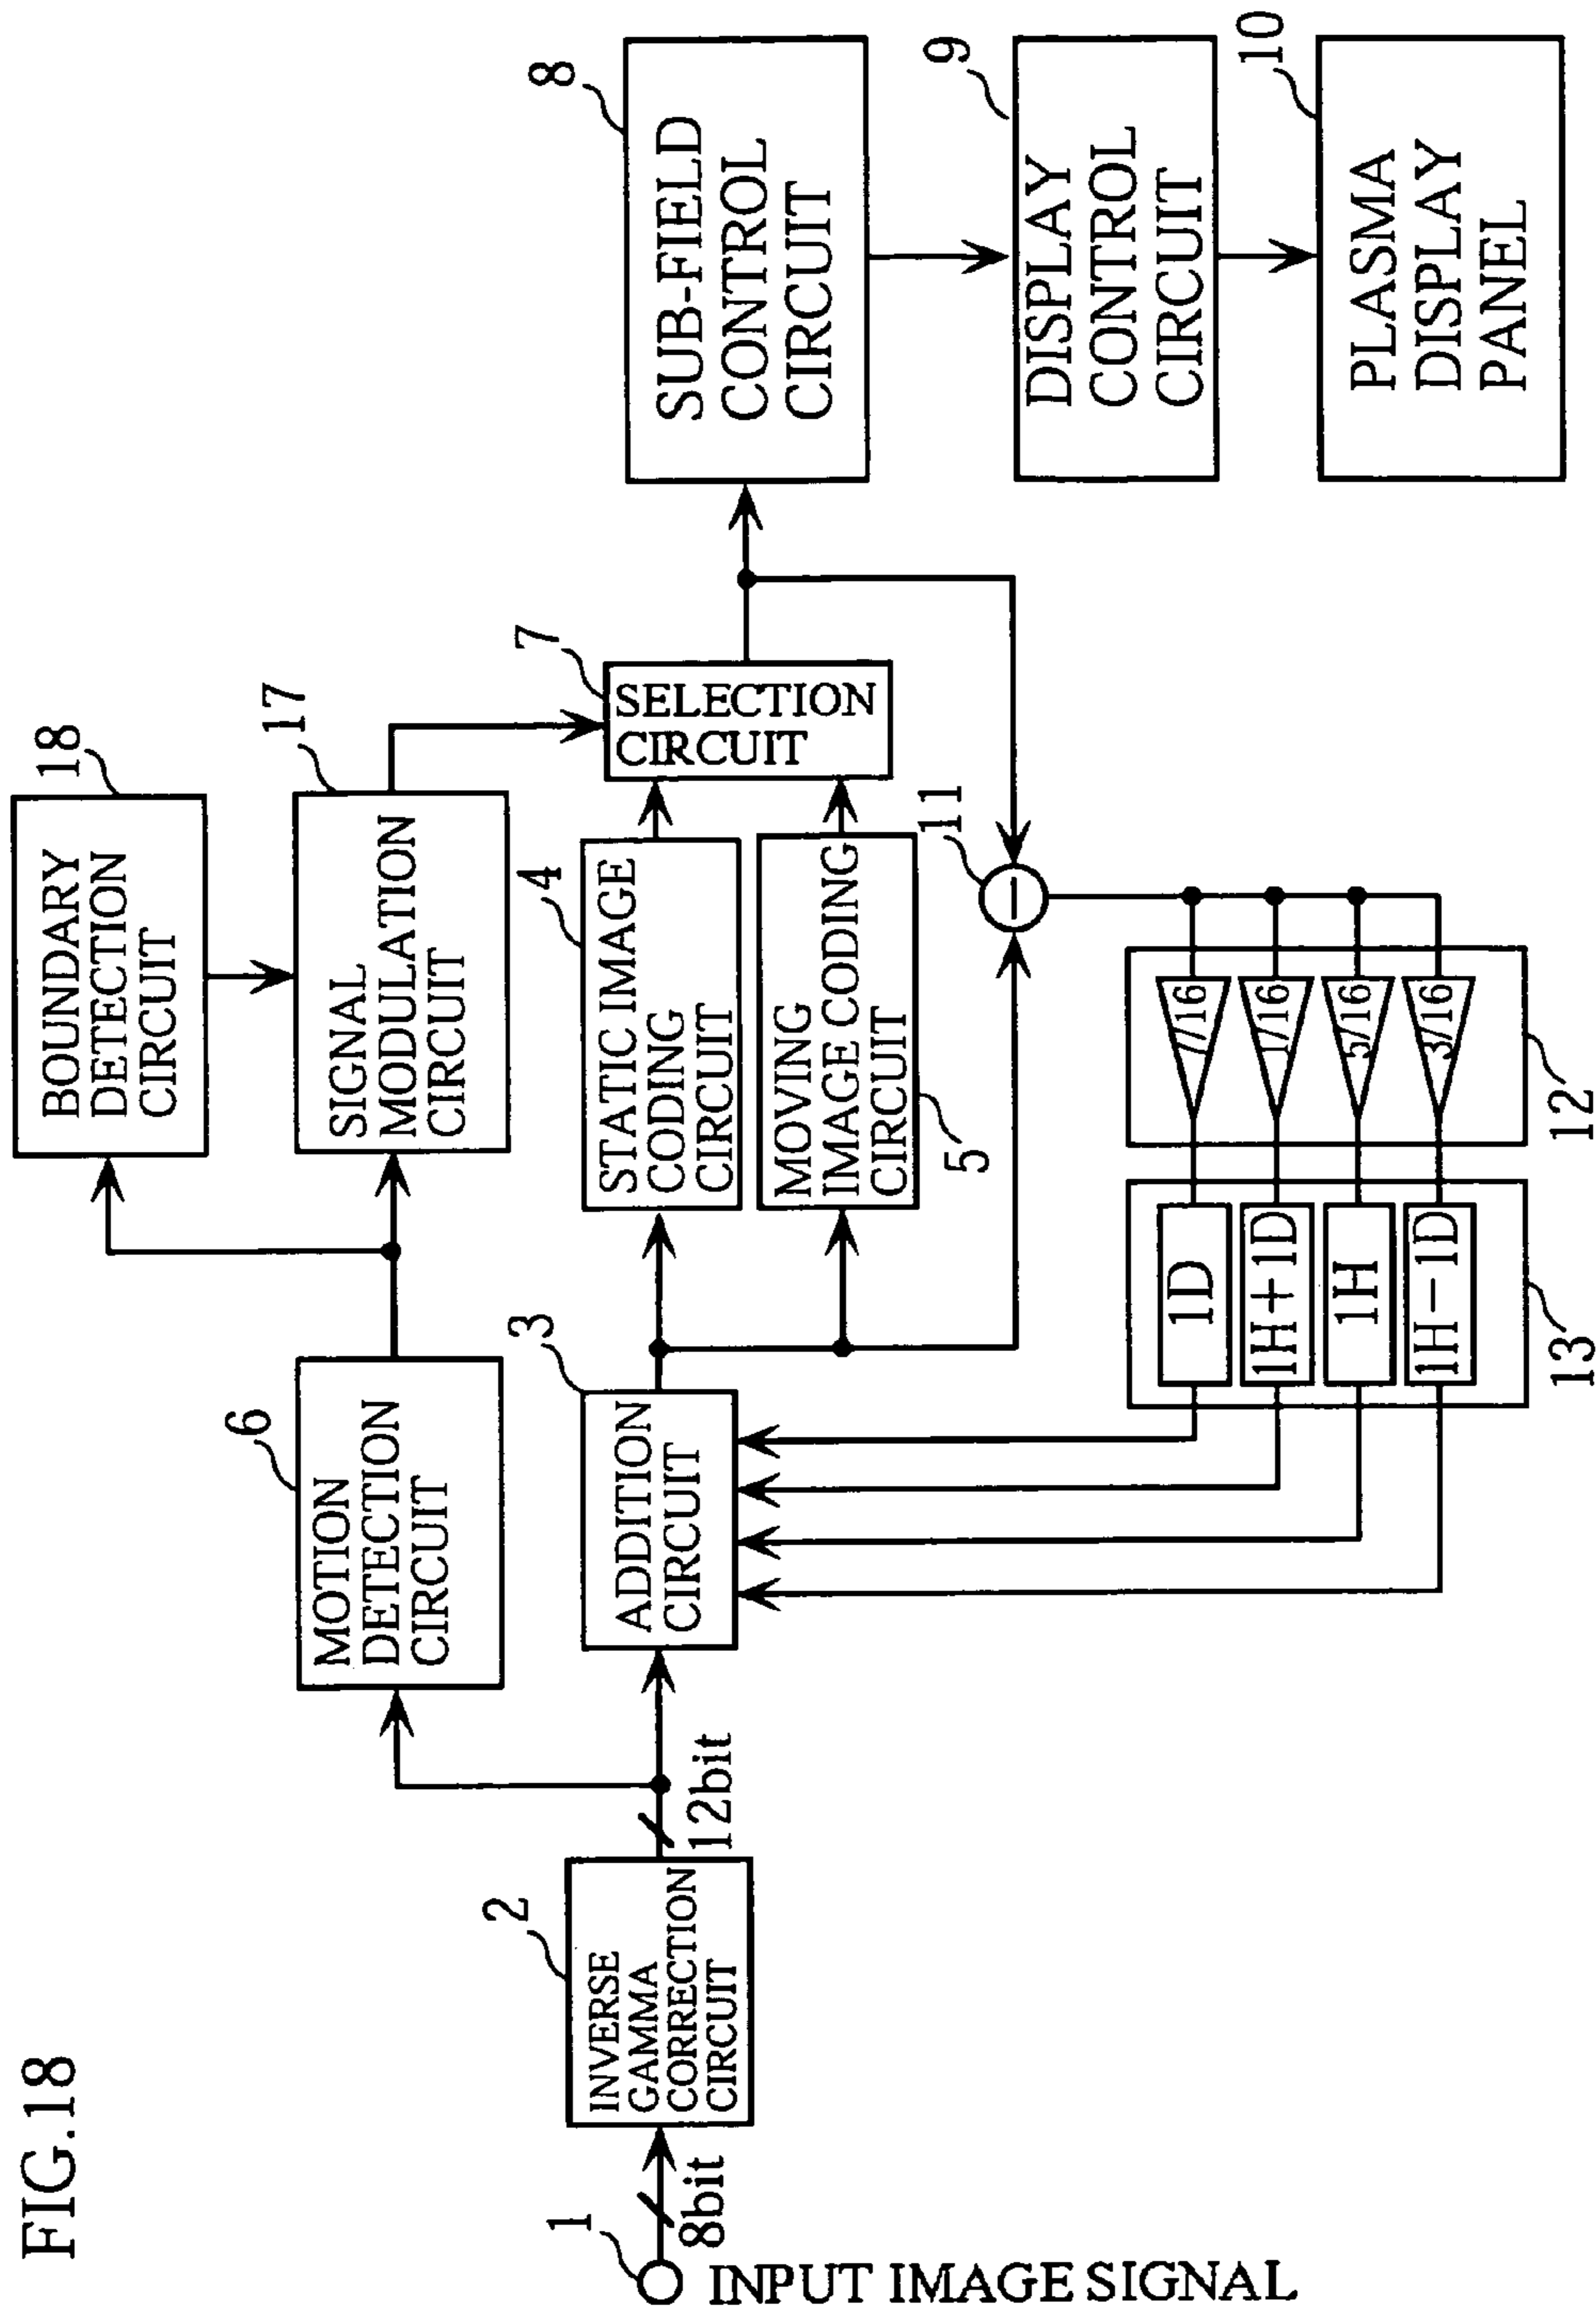 FIG.18
18
BOUNDARY
DETECTION
CIRCUIT
17
SIGNAL
MODULATION
CIRCUIT
6
MOTION
DETECTION
CIRCUIT
1
INPUT IMAGE SIGNAL
8bit
2
INVERSE
GAMMA
CORRECTION
CIRCUIT
12bit
3
ADDITION
CIRCUIT
4
STATIC IMAGE
CODING
CIRCUIT
MOVING
IMAGE CODING
CIRCUIT
5
7
SELECTION
CIRCUIT
8
SUB-FIELD
CONTROL
CIRCUIT
9
DISPLAY
CONTROL
CIRCUIT
10
PLASMA
DISPLAY
PANEL
11
1D
7/16
1H+1D
1/16
1H
5/16
1H-1D
3/16
13
12